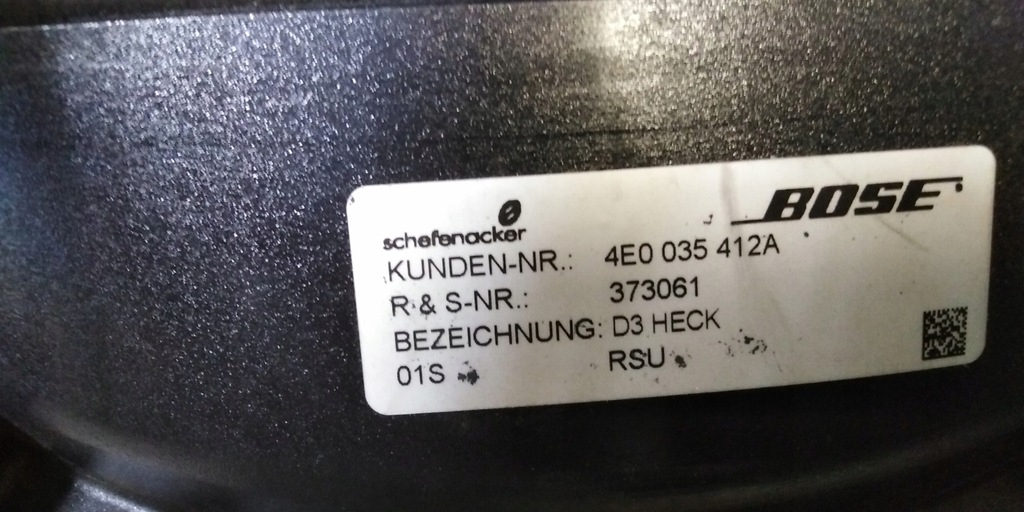 schefenacker
BOSE
KUNDEN-NR.: 4E0 035 412A
R & S-NR.: 373061
BEZEICHNUNG: D3 HECK
01S RSU